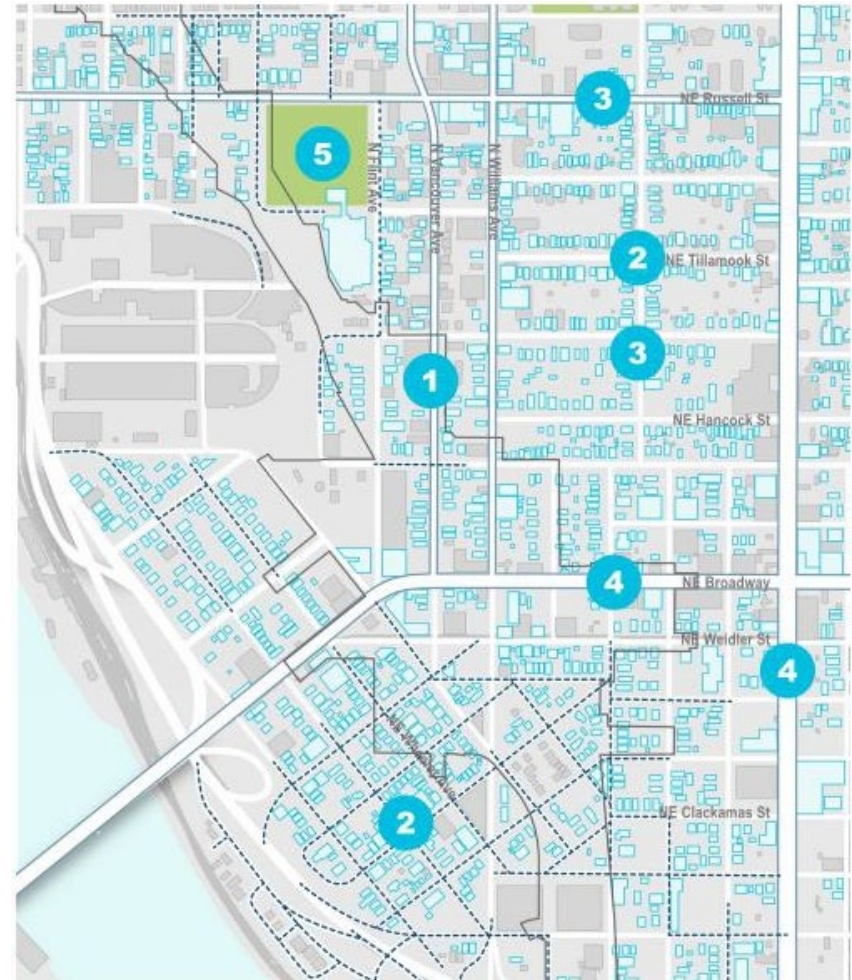 3
NE Russell St
5
N Flint Ave
N Vancouver Ave
N Williams Ave
2
NE Tillamook St
3
1
NE Hancock St
4
NE Broadway
NE Weidler St
4
2
NE Clackamas St